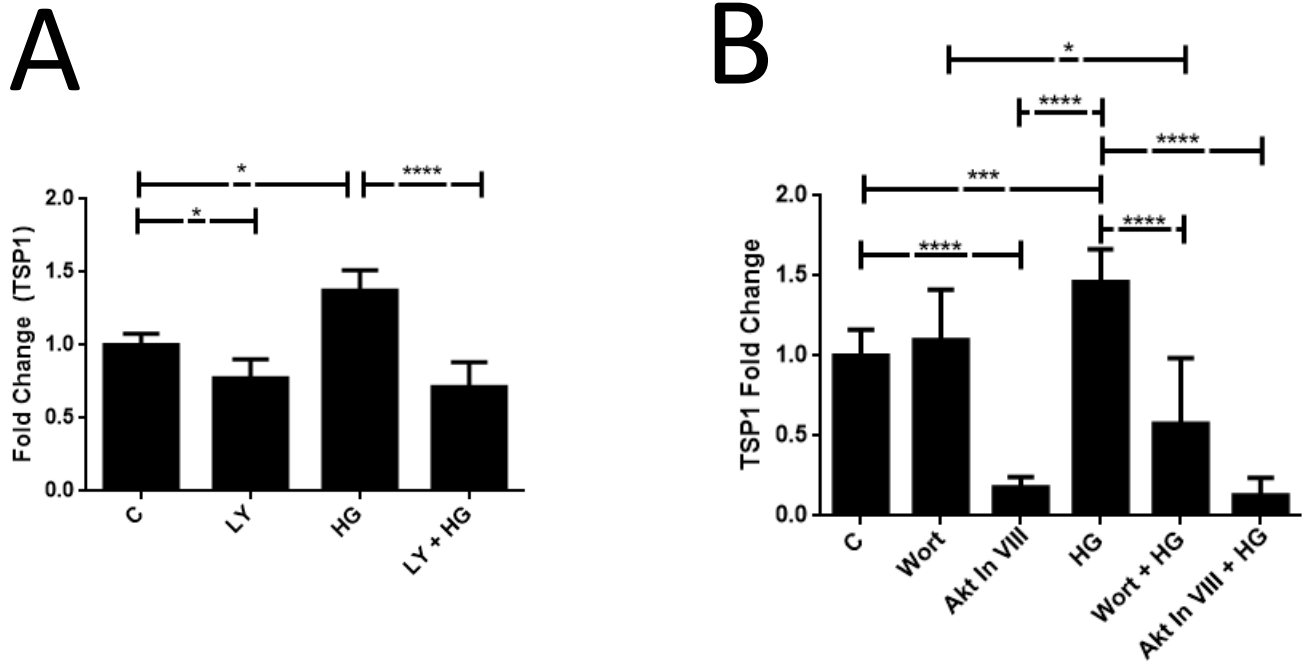 A
*
****
*
Fold Change (TSP1)
2.0
1.5
1.0
0.5
0.0
C
LY
HG
LY + HG
B
*
****
****
***
****
****
TSP1 Fold Change
2.0
1.5
1.0
0.5
0.0
C
Wort
Akt In VIII
HG
Wort + HG
Akt In VIII + HG